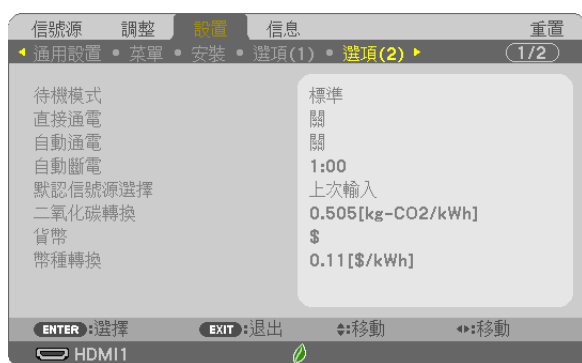 信號源 調整 設置 信息 重置
通用設置 • 菜單 • 安裝 • 選項(1) • 選項(2) 1/2
待機模式 標準
直接通電 關
自動通電 關
自動斷電 1:00
默認信號源選擇 上次輸入
二氧化碳轉換 0.505[kg-CO2/kWh]
貨幣 $
幣種轉換 0.11[$/kWh]
ENTER:選擇 EXIT:退出 :移動 :移動
HDMI1